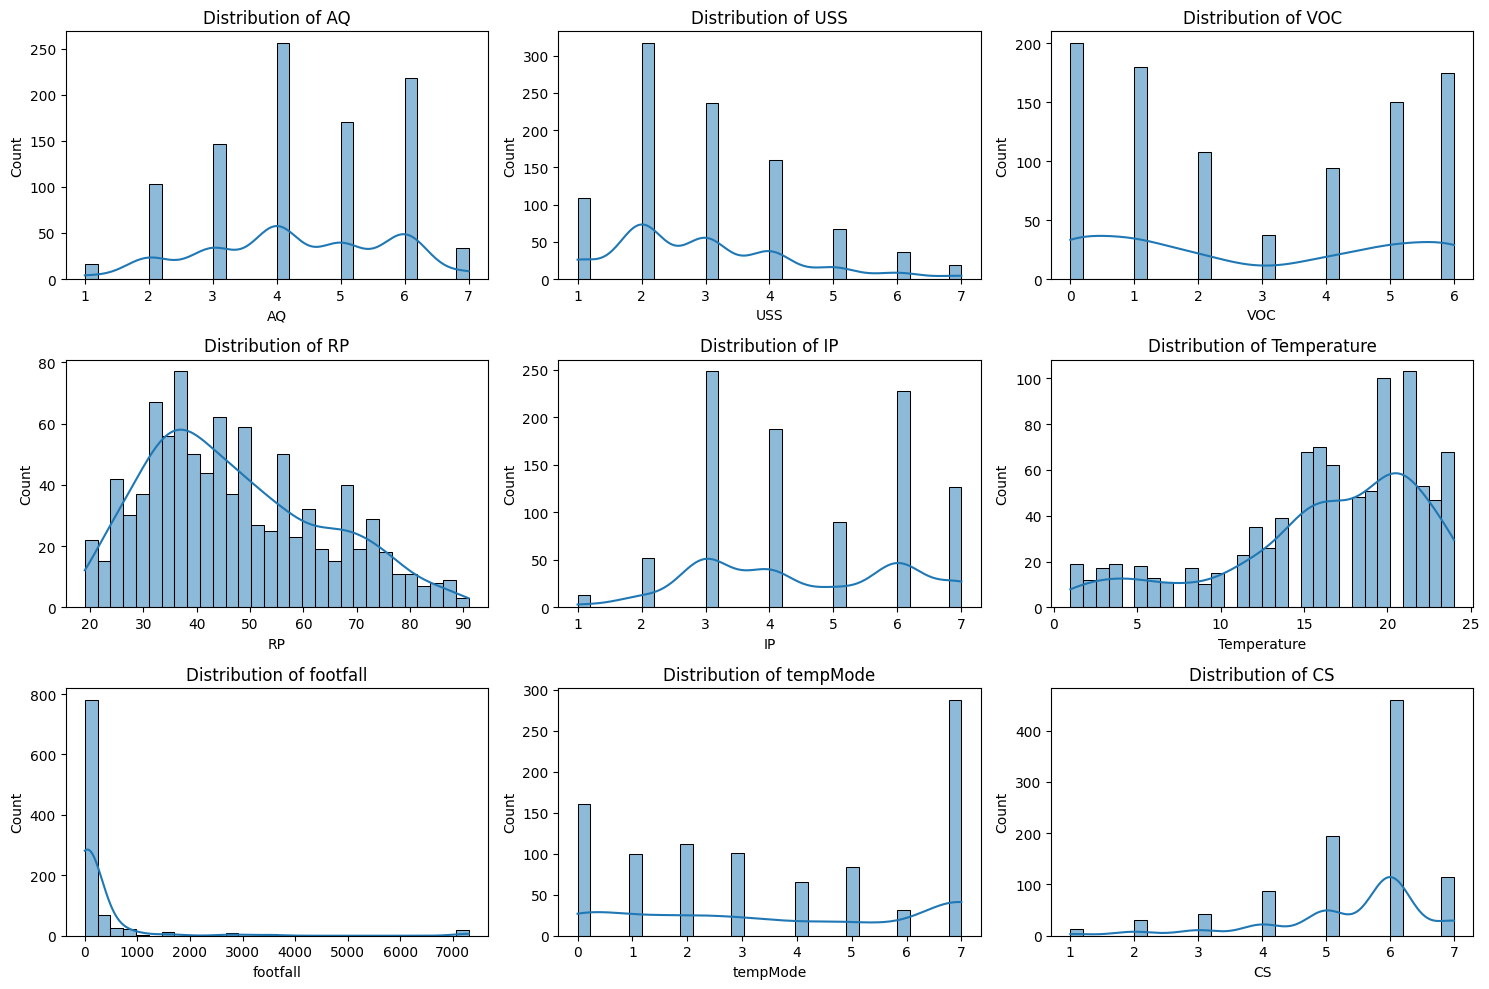 Distribution of AQ
Count
250
200
150
100
50
0
1 2 3 4 5 6 7
AQ
Distribution of USS
Count
300
250
200
150
100
50
0
1 2 3 4 5 6 7
USS
Distribution of VOC
Count
200
150
100
50
0
0 1 2 3 4 5 6
VOC
Distribution of RP
Count
80
60
40
20
0
20 30 40 50 60 70 80 90
RP
Distribution of IP
Count
250
200
150
100
50
0
1 2 3 4 5 6 7
IP
Distribution of Temperature
Count
100
80
60
40
20
0
0 5 10 15 20 25
Temperature
Distribution of footfall
Count
800
600
400
200
0
0 1000 2000 3000 4000 5000 6000 7000
footfall
Distribution of tempMode
Count
300
250
200
150
100
50
0
0 1 2 3 4 5 6 7
tempMode
Distribution of CS
Count
400
300
200
100
0
1 2 3 4 5 6 7
CS